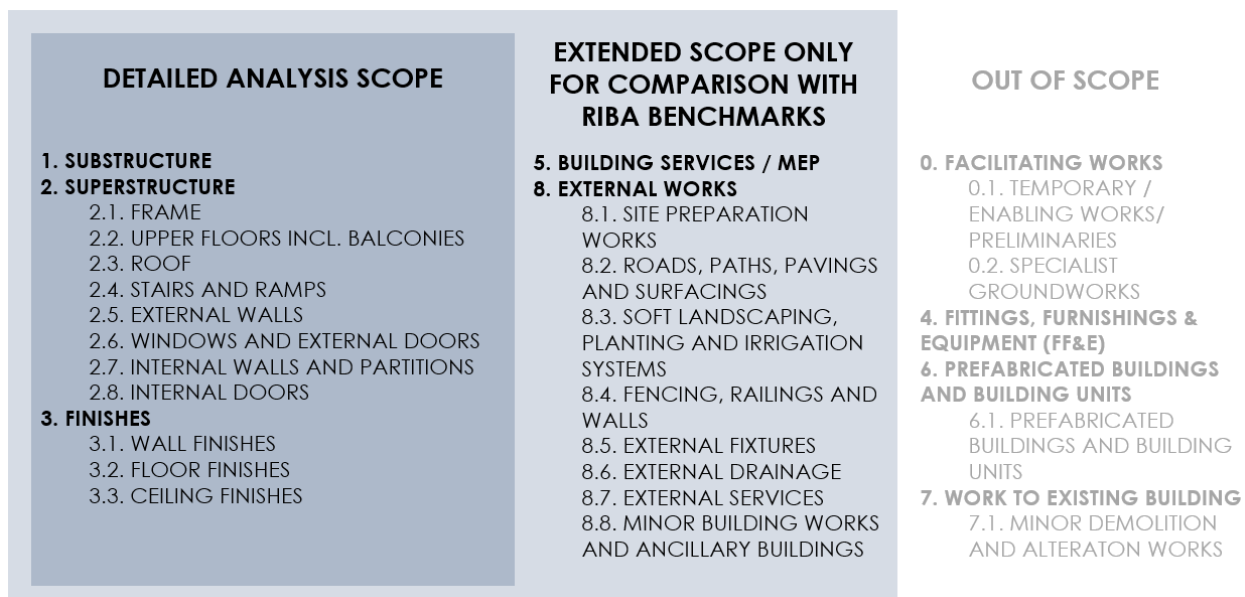 DETAILED ANALYSIS SCOPE
1. SUBSTRUCTURE
2. SUPERSTRUCTURE
2.1. FRAME
2.2. UPPER FLOORS INCL. BALCONIES
2.3. ROOF
2.4. STAIRS AND RAMPS
2.5. EXTERNAL WALLS
2.6. WINDOWS AND EXTERNAL DOORS
2.7. INTERNAL WALLS AND PARTITIONS
2.8. INTERNAL DOORS
3. FINISHES
3.1. WALL FINISHES
3.2. FLOOR FINISHES
3.3. CEILING FINISHES
EXTENDED SCOPE ONLY
FOR COMPARISON WITH
RIBA BENCHMARKS
5. BUILDING SERVICES / MEP
8. EXTERNAL WORKS
8.1. SITE PREPARATION
WORKS
8.2. ROADS, PATHS, PAVINGS
AND SURFACINGS
8.3. SOFT LANDSCAPING,
PLANTING AND IRRIGATION
SYSTEMS
8.4. FENCING, RAILINGS AND
WALLS
8.5. EXTERNAL FIXTURES
8.6. EXTERNAL DRAINAGE
8.7. EXTERNAL SERVICES
8.8. MINOR BUILDING WORKS
AND ANCILLARY BUILDINGS
OUT OF SCOPE
0. FACILITATING WORKS
0.1. TEMPORARY /
ENABLING WORKS/
PRELIMINARIES
0.2. SPECIALIST
GROUNDWORKS
4. FITTINGS, FURNISHINGS &
EQUIPMENT (FF&E)
6. PREFABRICATED BUILDINGS
AND BUILDING UNITS
6.1. PREFABRICATED
BUILDINGS AND BUILDING
UNITS
7. WORK TO EXISTING BUILDING
7.1. MINOR DEMOLITION
AND ALTERATON WORKS